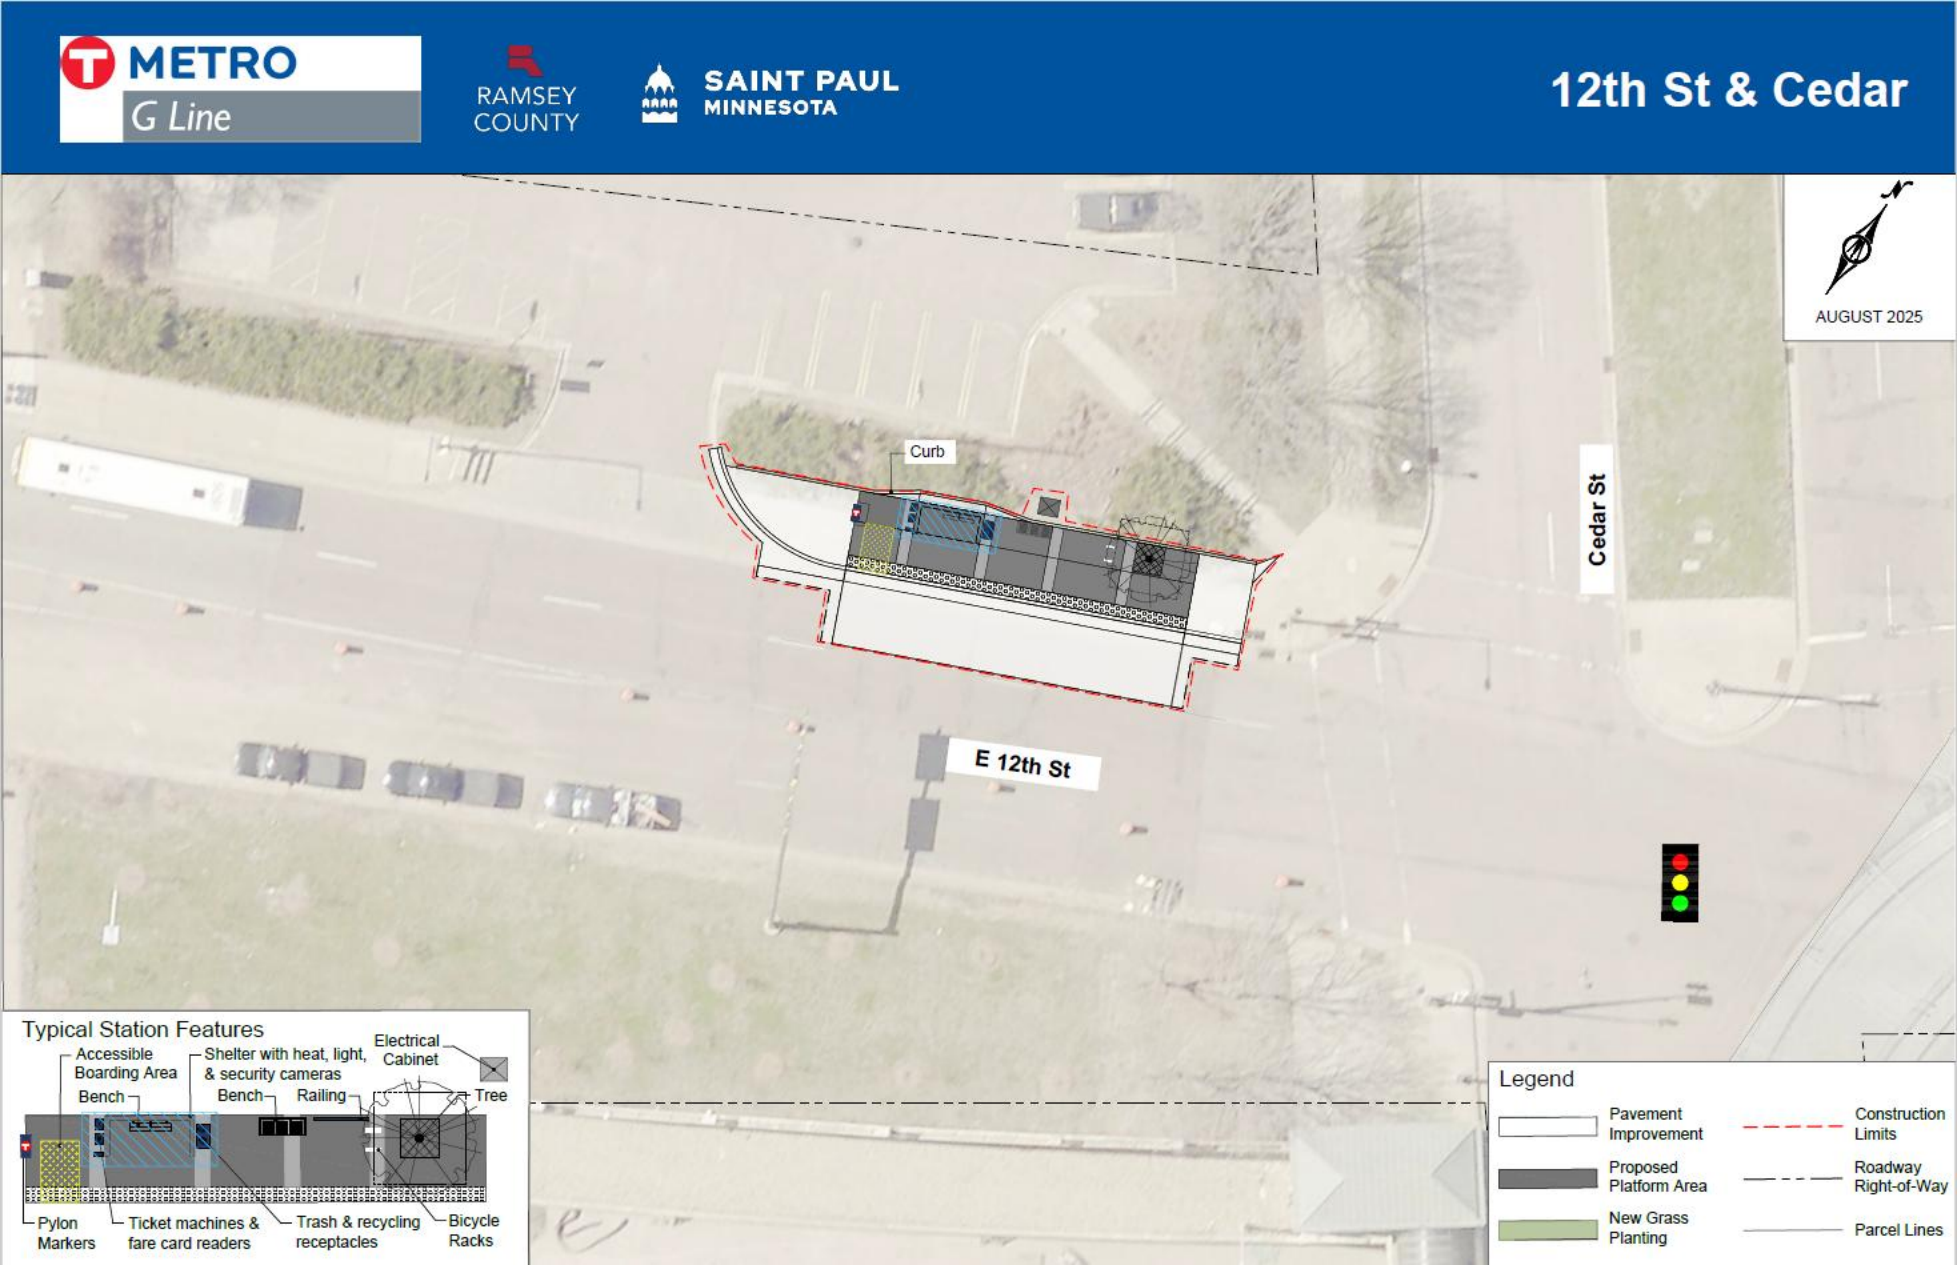 T METRO
G Line
RAMSEY
COUNTY
SAINT PAUL
MINNESOTA
12th St & Cedar
N
AUGUST 2025
Curb
T
Cedar St
E 12th St
Typical Station Features
Accessible
Boarding Area
Shelter with heat, light,
& security cameras
Electrical
Cabinet
Bench
Bench
Railing
Tree
T
Pylon
Markers
Ticket machines &
fare card readers
Trash & recycling
receptacles
Bicycle
Racks
Legend
Pavement
Improvement
Construction
Limits
Proposed
Platform Area
Roadway
Right-of-Way
New Grass
Planting
Parcel Lines